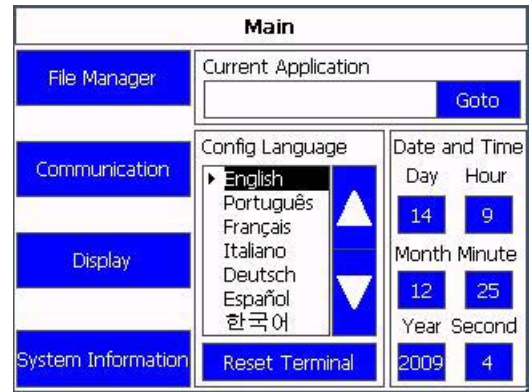 Main
File Manager
Communication
Display
System Information
Current Application
Goto
Config Language
English
Português
Français
Italiano
Deutsch
Español
한국어
Reset Terminal
Date and Time
Day Hour
14 9
Month Minute
12 25
Year Second
2009 4